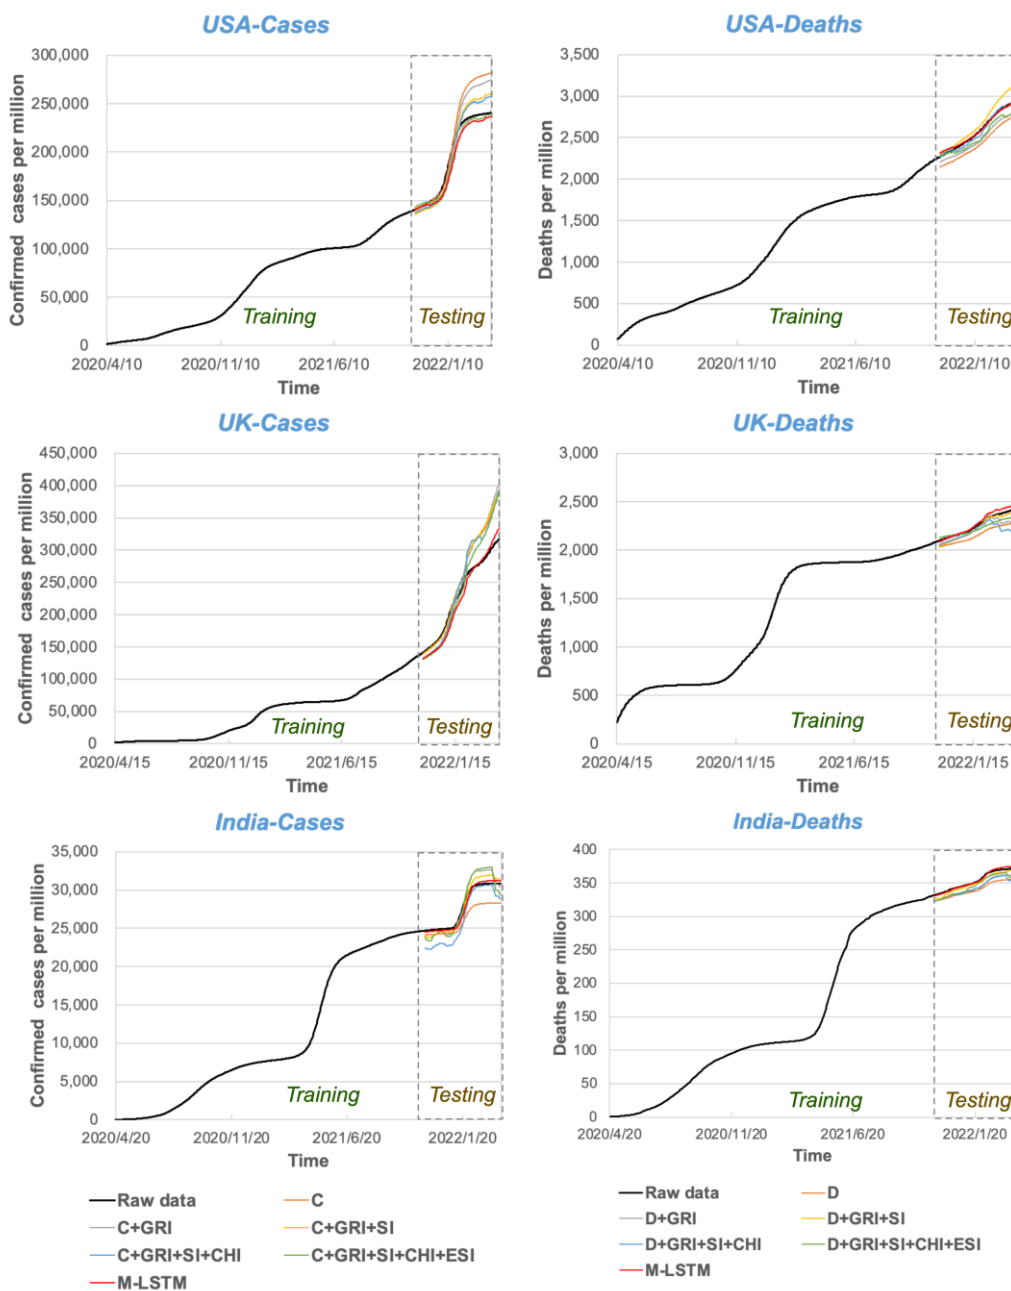 USA-Cases
Confirmed cases per million
300,000
250,000
200,000
150,000
100,000
50,000
0
Training
Testing
2020/4/10 2020/11/10 2021/6/10 2022/1/10
Time
USA-Deaths
Deaths per million
3,500
3,000
2,500
2,000
1,500
1,000
500
0
Training
Testing
2020/4/10 2020/11/10 2021/6/10 2022/1/10
Time
UK-Cases
Confirmed cases per million
450,000
400,000
350,000
300,000
250,000
200,000
150,000
100,000
50,000
0
Training
Testing
2020/4/15 2020/11/15 2021/6/15 2022/1/15
Time
UK-Deaths
Deaths per million
3,000
2,500
2,000
1,500
1,000
500
0
Training
Testing
2020/4/15 2020/11/15 2021/6/15 2022/1/15
Time
India-Cases
Confirmed cases per million
35,000
30,000
25,000
20,000
15,000
10,000
5,000
0
Training
Testing
2020/4/20 2020/11/20 2021/6/20 2022/1/20
Time
India-Deaths
Deaths per million
400
350
300
250
200
150
100
50
0
Training
Testing
2020/4/20 2020/11/20 2021/6/20 2022/1/20
Time
Raw data C
C+GRI C+GRI+SI
C+GRI+SI+CHI C+GRI+SI+CHI+ESI
M-LSTM
Raw data D
D+GRI D+GRI+SI
D+GRI+SI+CHI D+GRI+SI+CHI+ESI
M-LSTM